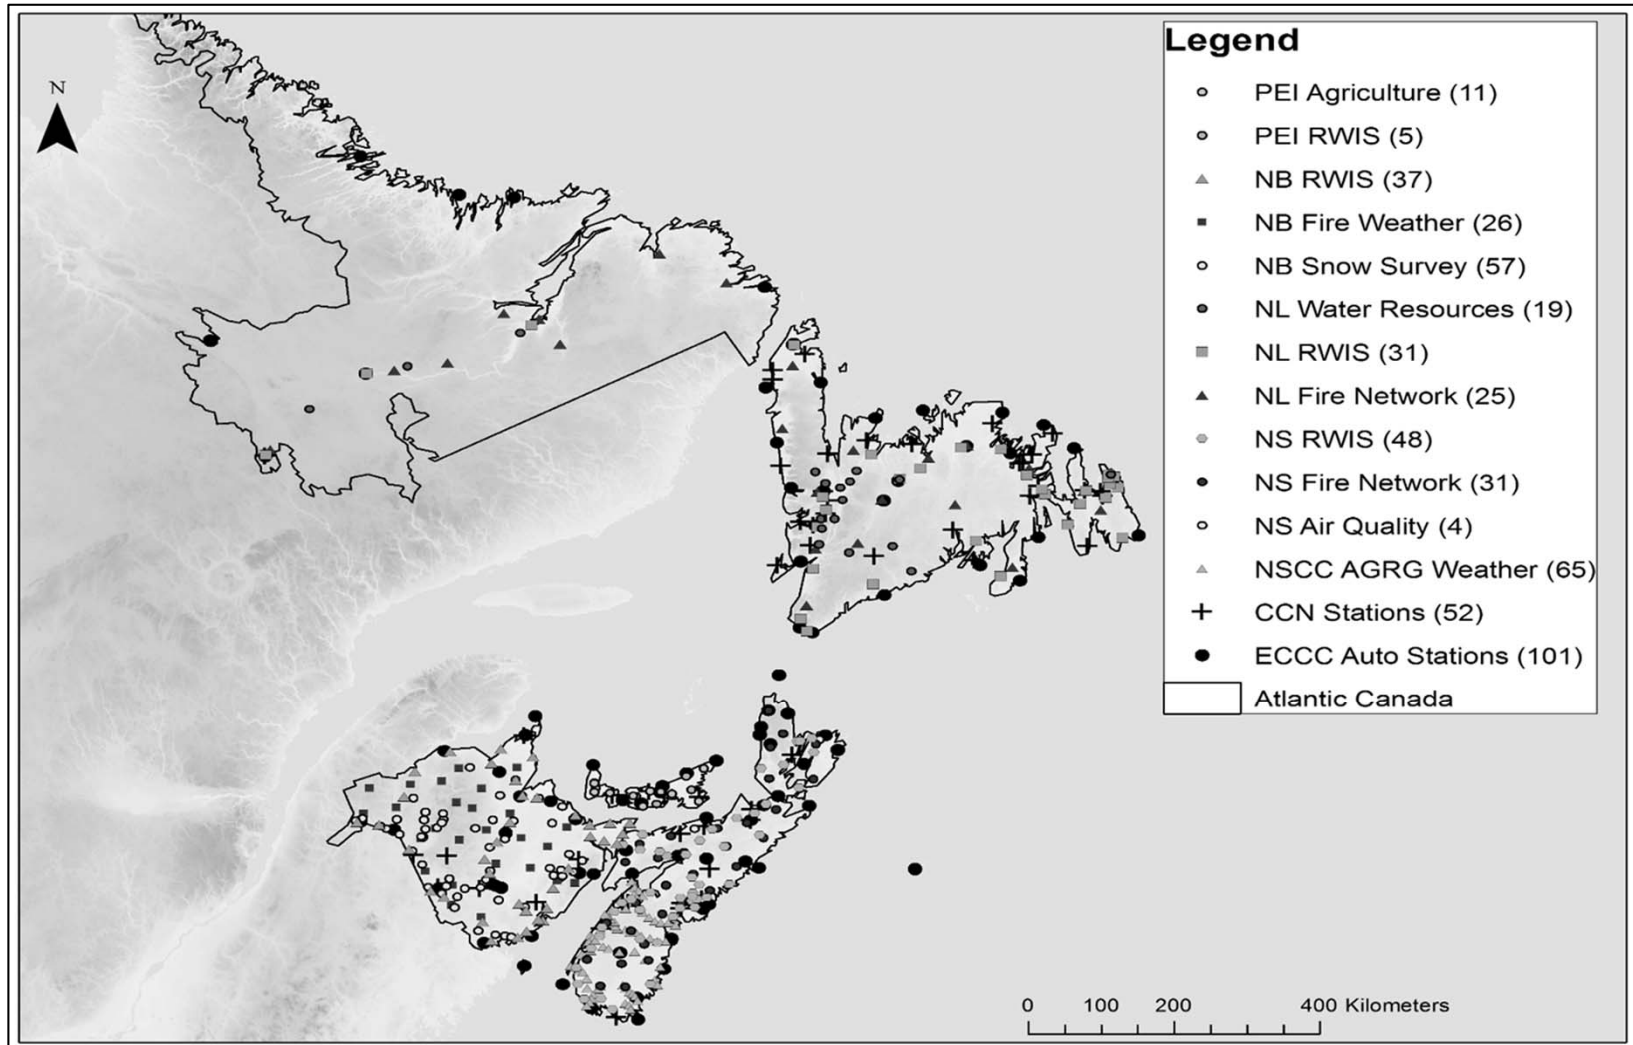 N
Legend
PEI Agriculture (11)
PEI RWIS (5)
NB RWIS (37)
NB Fire Weather (26)
NB Snow Survey (57)
NL Water Resources (19)
NL RWIS (31)
NL Fire Network (25)
NS RWIS (48)
NS Fire Network (31)
NS Air Quality (4)
NSCC AGRG Weather (65)
CCN Stations (52)
ECCC Auto Stations (101)
Atlantic Canada
0 100 200 400 Kilometers